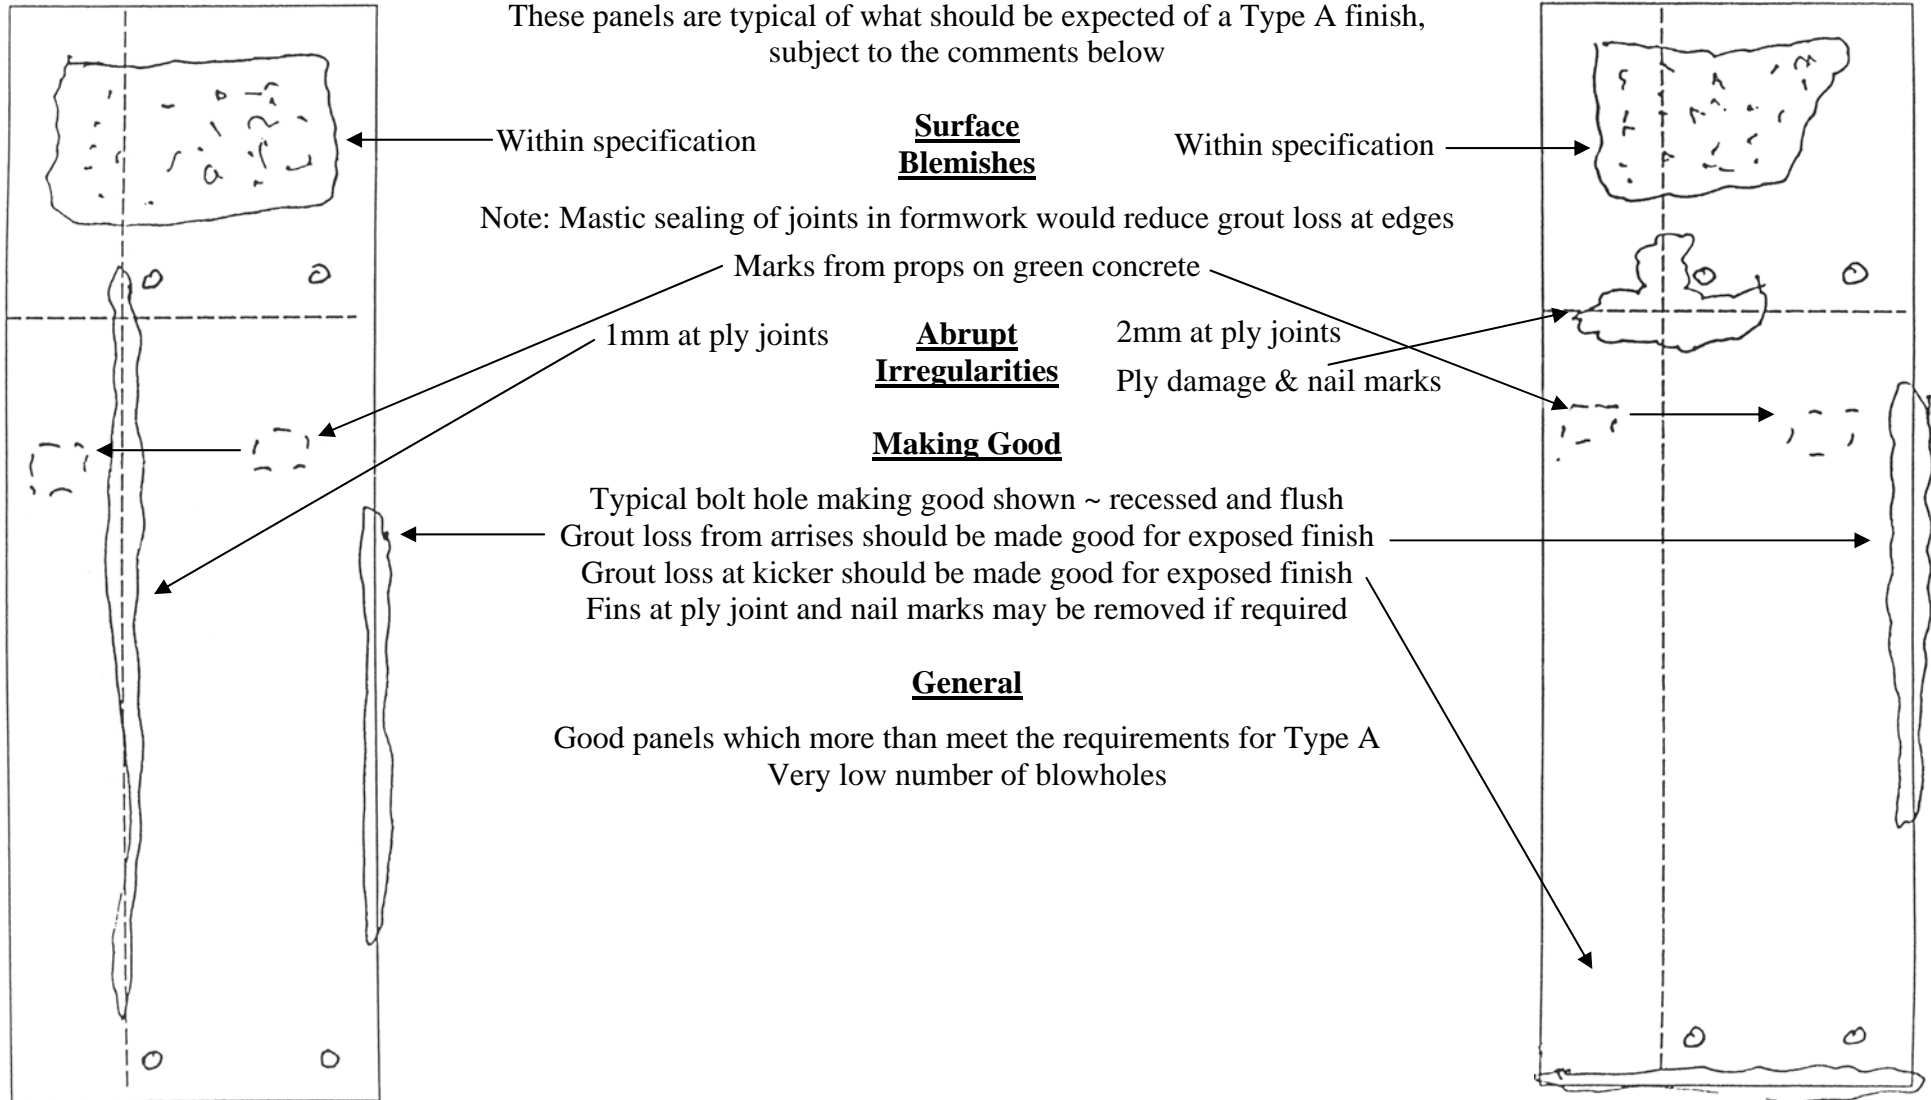 These panels are typical of what should be expected of a Type A finish,
subject to the comments below
Surface
Blemishes
Within specification
Within specification
Note: Mastic sealing of joints in formwork would reduce grout loss at edges
Marks from props on green concrete
1mm at ply joints
Abrupt
Irregularities
2mm at ply joints
Ply damage & nail marks
Making Good
Typical bolt hole making good shown ~ recessed and flush
Grout loss from arrises should be made good for exposed finish
Grout loss at kicker should be made good for exposed finish
Fins at ply joint and nail marks may be removed if required
General
Good panels which more than meet the requirements for Type A
Very low number of blowholes